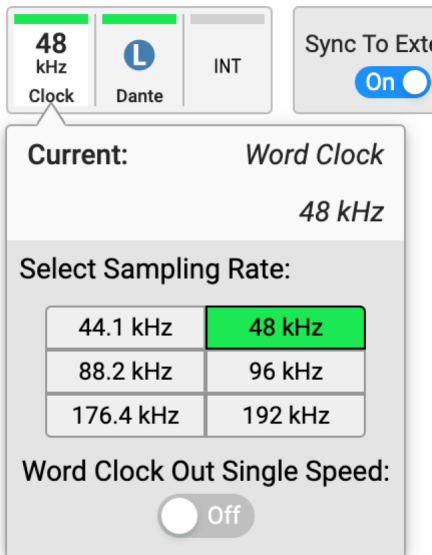 48
kHz
Clock
L
Dante
INT
Sync To Exte
On
Current:
Word Clock
48 kHz
Select Sampling Rate:
44.1 kHz 48 kHz
88.2 kHz 96 kHz
176.4 kHz 192 kHz
Word Clock Out Single Speed:
Off